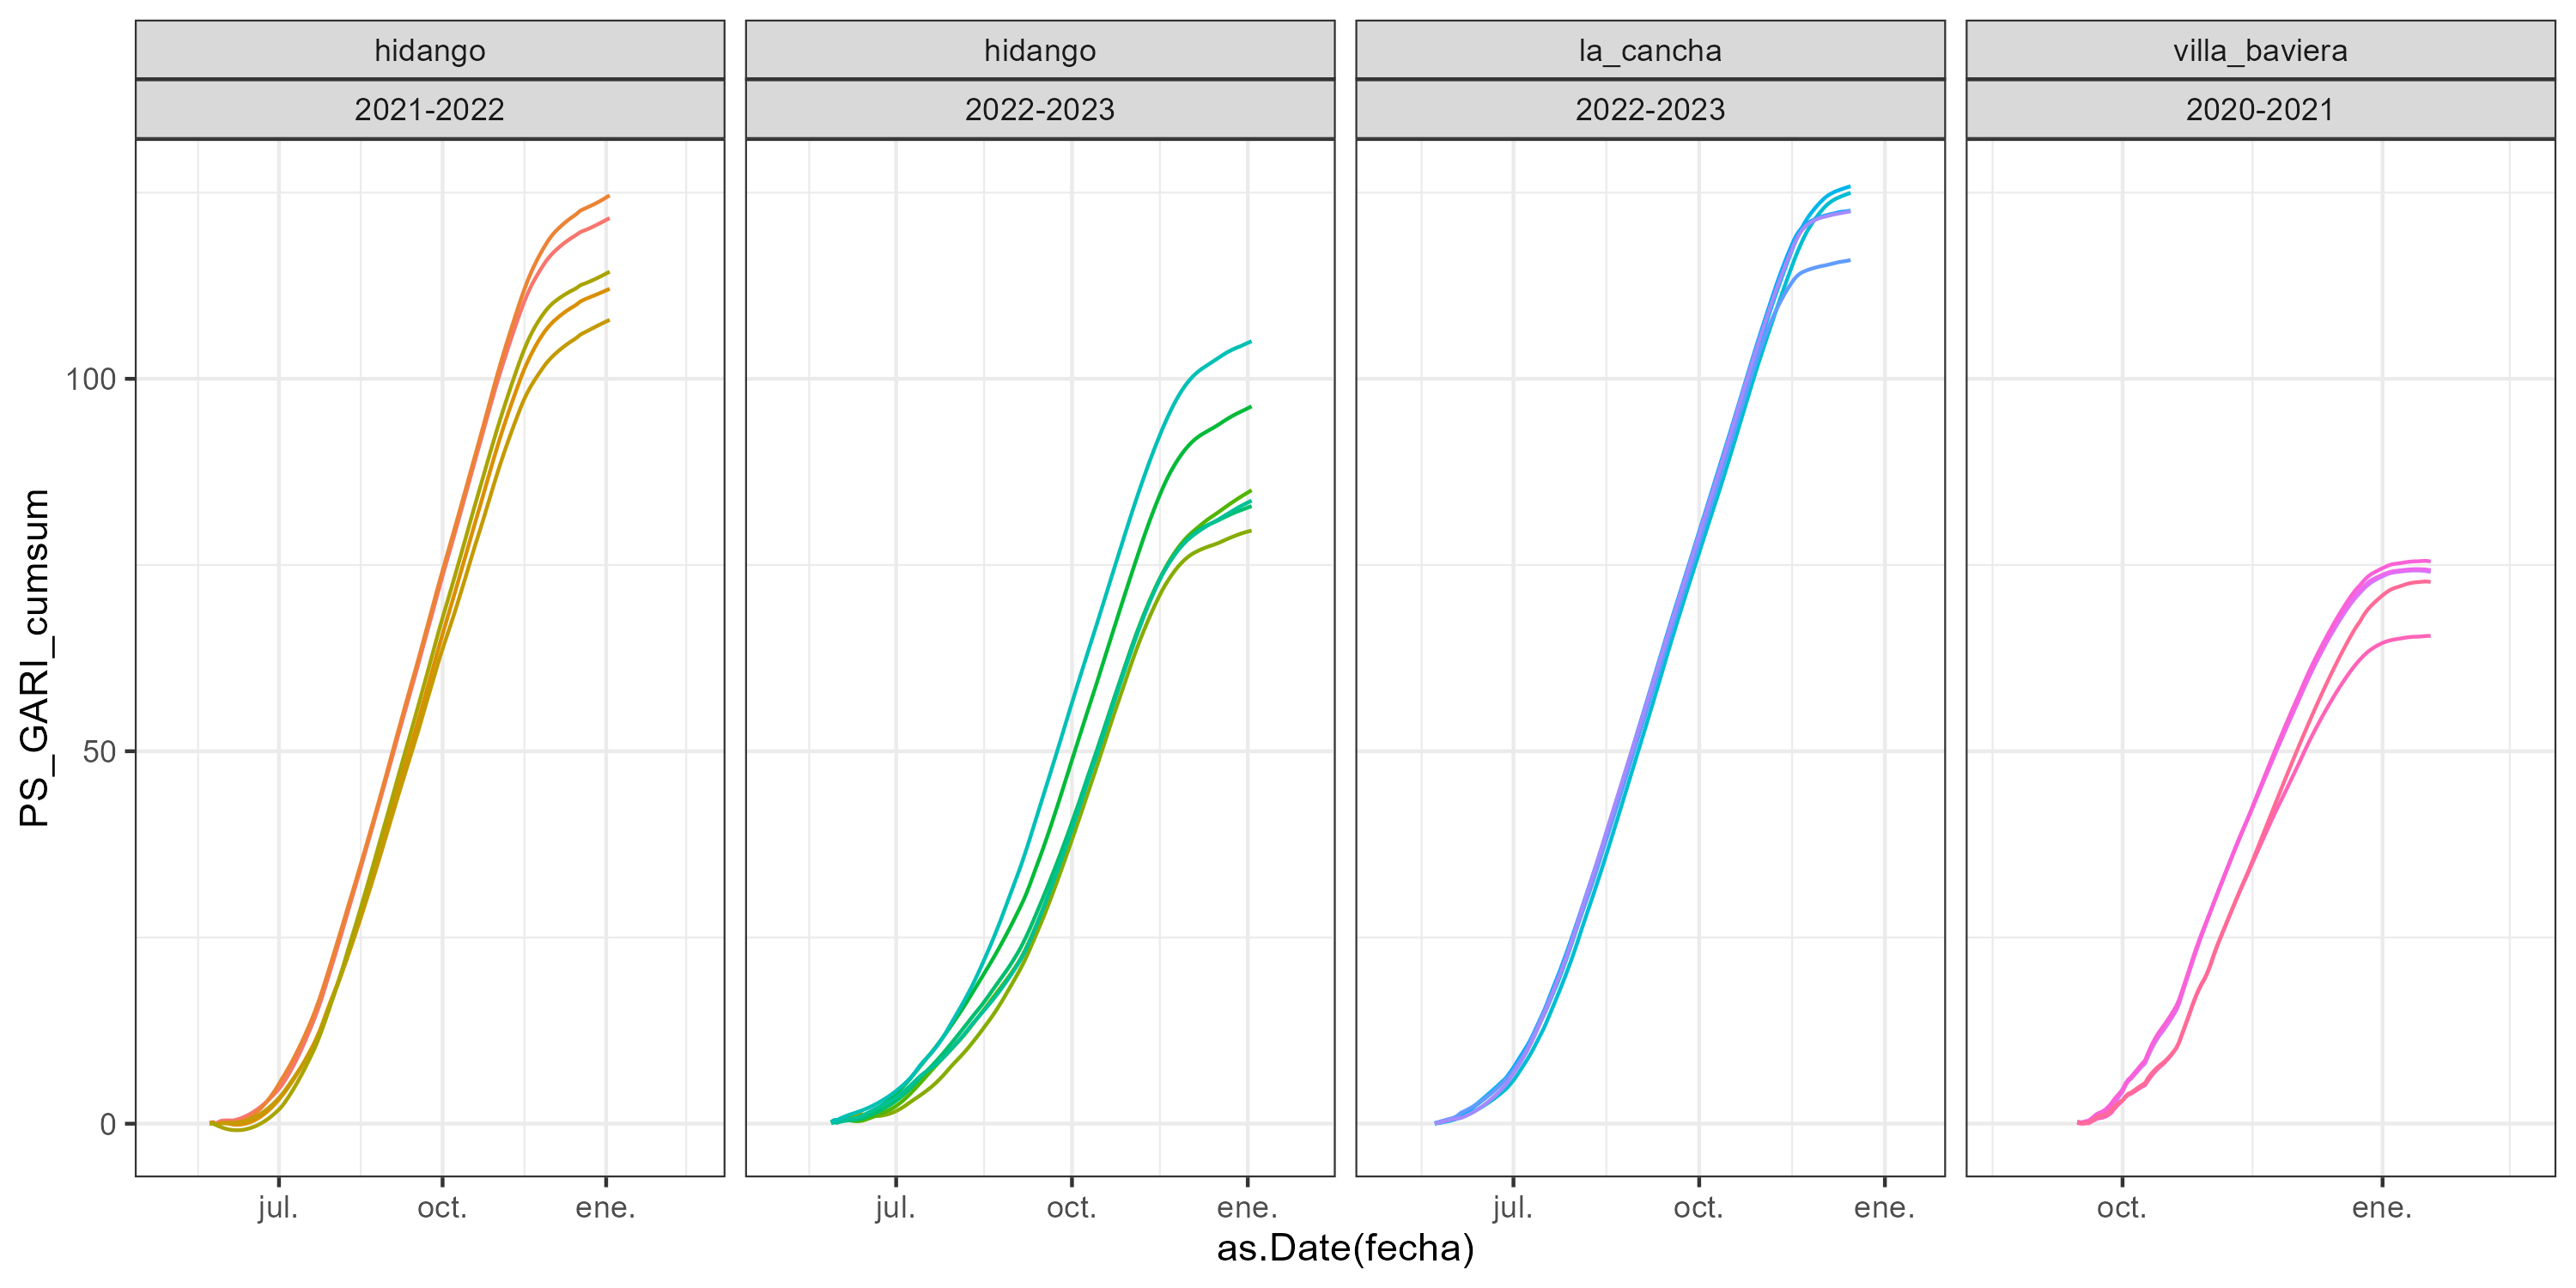 hidango
hidango
la_cancha
villa_baviera
2021-2022
2022-2023
2022-2023
2020-2021
PS_GARI_cumsum
100
50
0
jul.
oct.
ene.
jul.
oct.
ene.
jul.
oct.
ene.
oct.
ene.
as.Date(fecha)